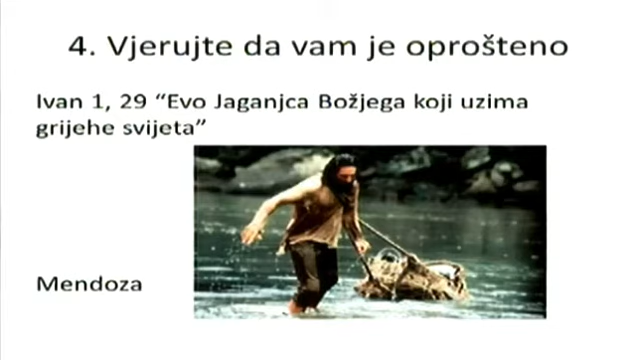 4. Vjerujte da vam je oprošteno
Ivan 1, 29 “Evo Jaganjca Božjega koji uzima
grijehe svijeta”
Mendoza